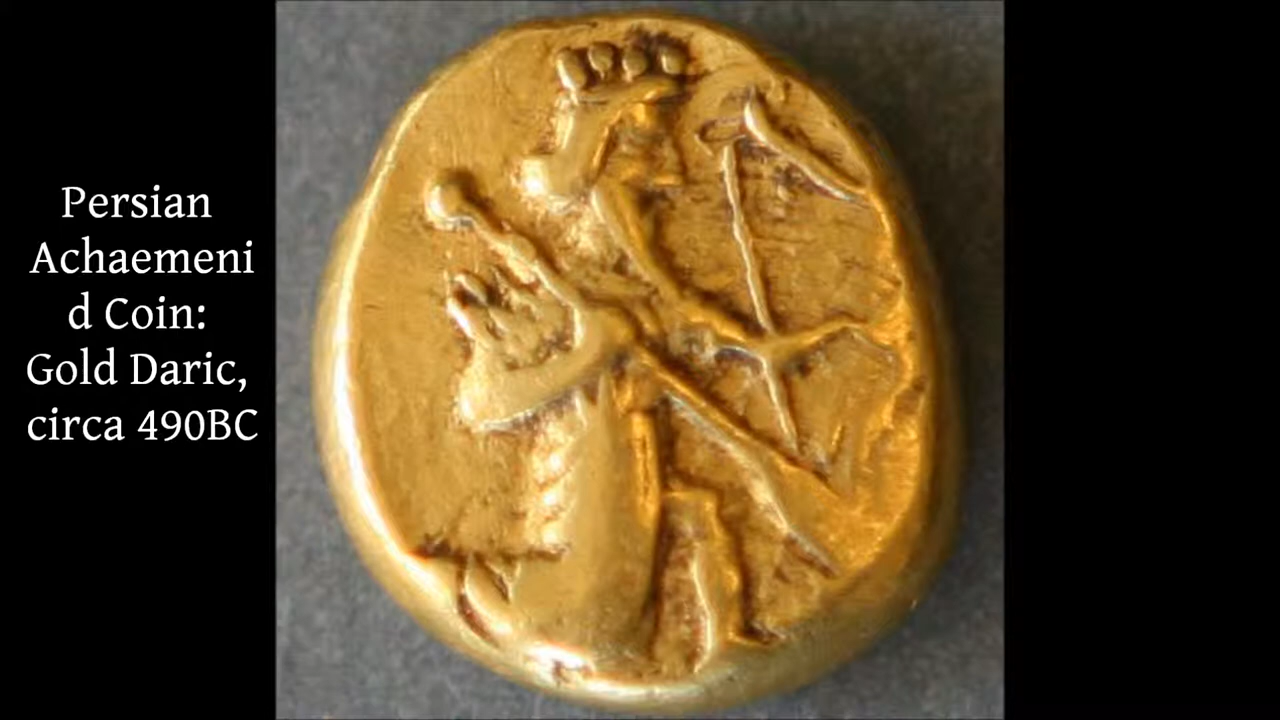 Persian
Achaemeni
d Coin:
Gold Daric,
circa 490BC